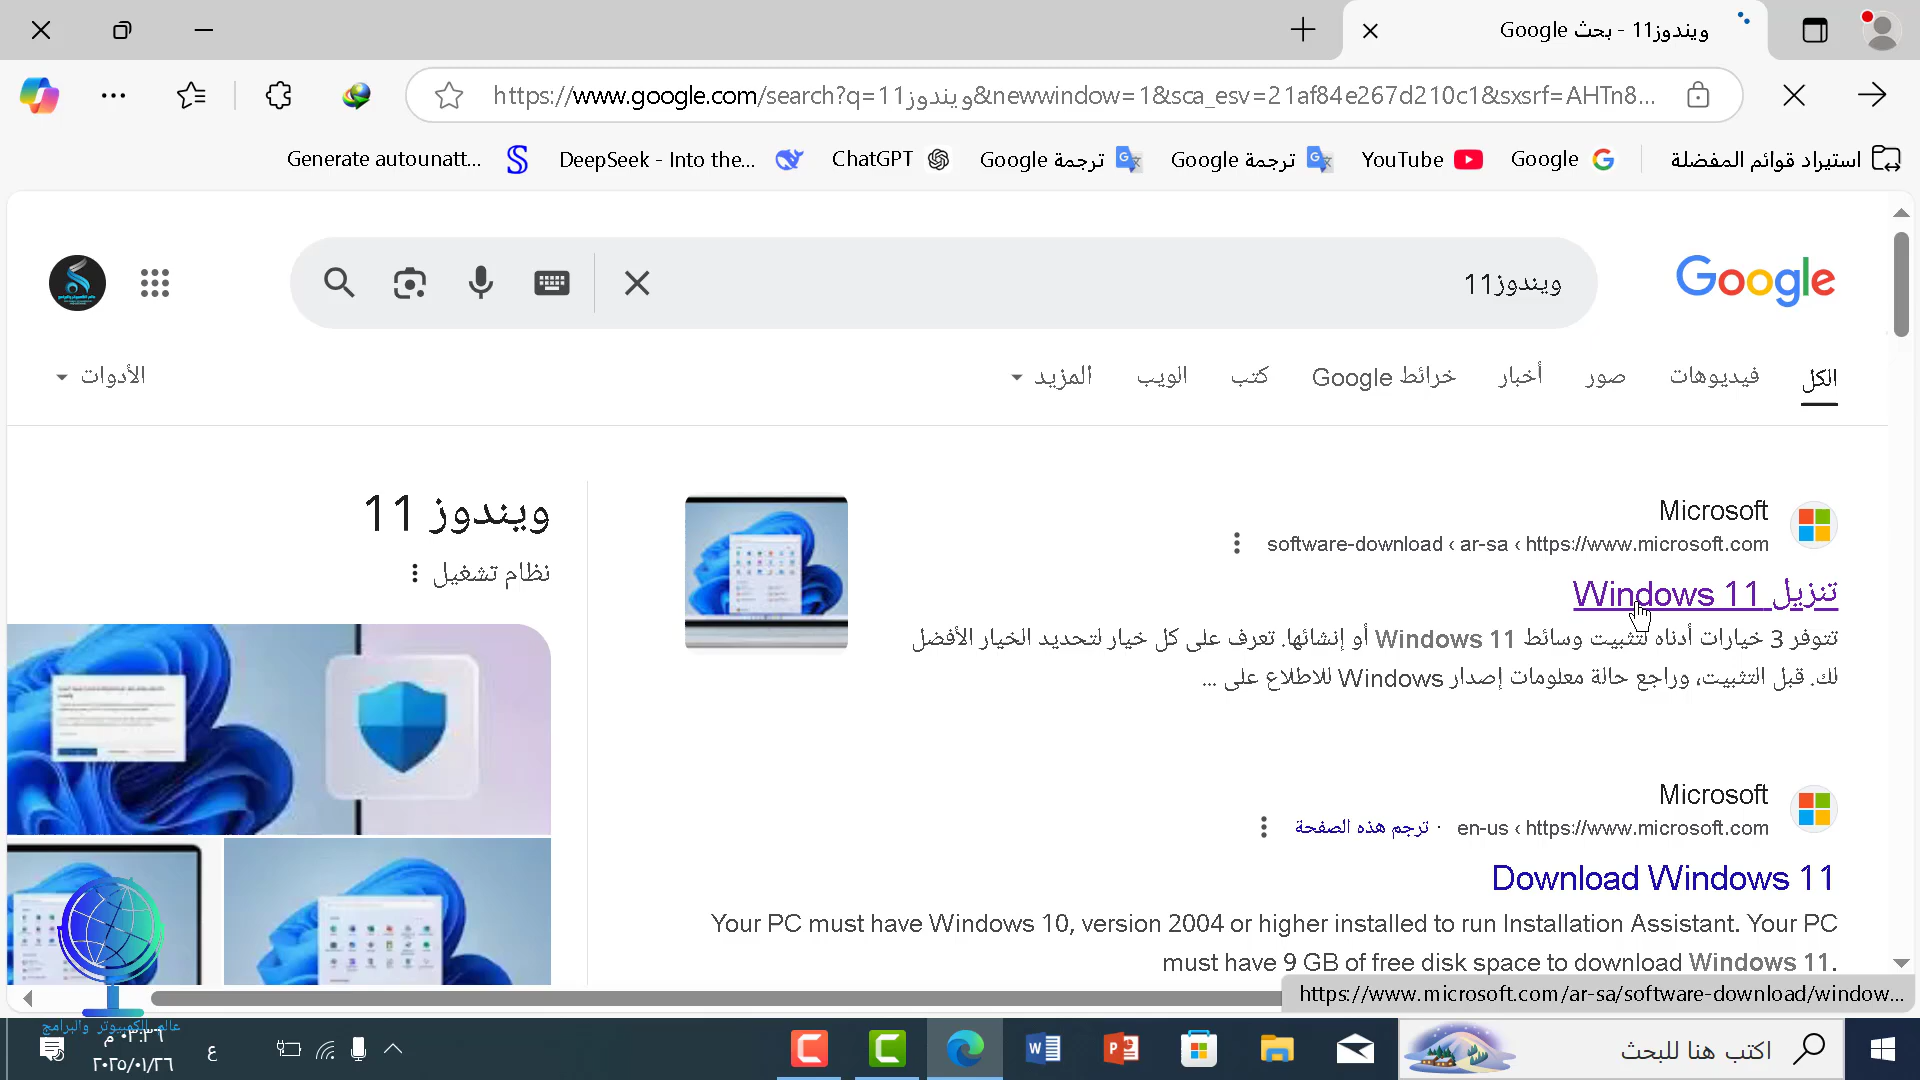 ويندوز11 - بحث Google
https://www.google.com/search?q=11ويندوز&newwindow=1&sca_esv=21af84e267d210c1&sxsrf=AHTn8...
استيراد قوائم المفضلة
Google
YouTube
ترجمة Google
ترجمة Google
ChatGPT
DeepSeek - Into the...
Generate autounatt...
Google
ويندوز11
الكل
فيديوهات
صور
أخبار
خرائط Google
كتب
الويب
المزيد
الأدوات
Microsoft
https://www.microsoft.com › ar-sa › software-download
تنزيل Windows 11
تتوفر 3 خيارات أدناه لتثبيت وسائط Windows 11 أو إنشائها. تعرف على كل خيار لتحديد الخيار الأفضل
لك. قبل التثبيت، وراجع حالة معلومات إصدار Windows للاطلاع على ...
Microsoft
https://www.microsoft.com › en-us · ترجم هذه الصفحة
Download Windows 11
Your PC must have Windows 10, version 2004 or higher installed to run Installation Assistant. Your PC
must have 9 GB of free disk space to download Windows 11.
ويندوز 11
نظام تشغيل
https://www.microsoft.com/ar-sa/software-download/window...
عالم الكمبيوتر والبرامج
اكتب هنا للبحث
ع
٠٣:٣٦ م
٢٠٢٥/٠١/٢٦